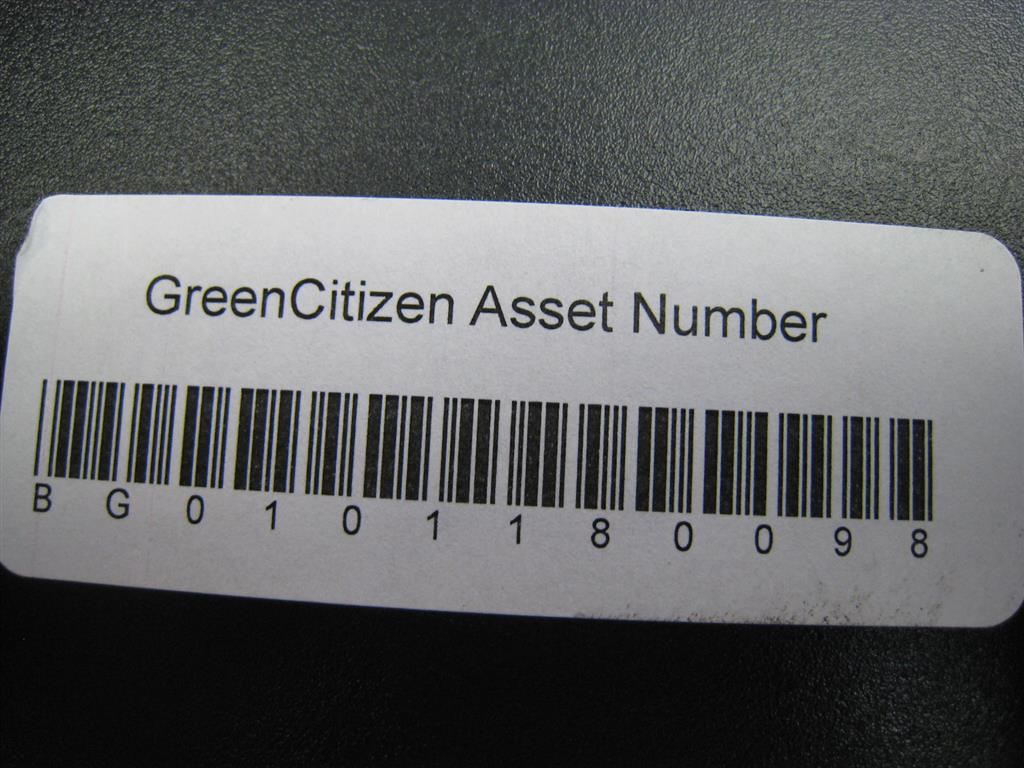 GreenCitizen Asset Number
B G 0 1 0 1 1 8 0 0 9 8